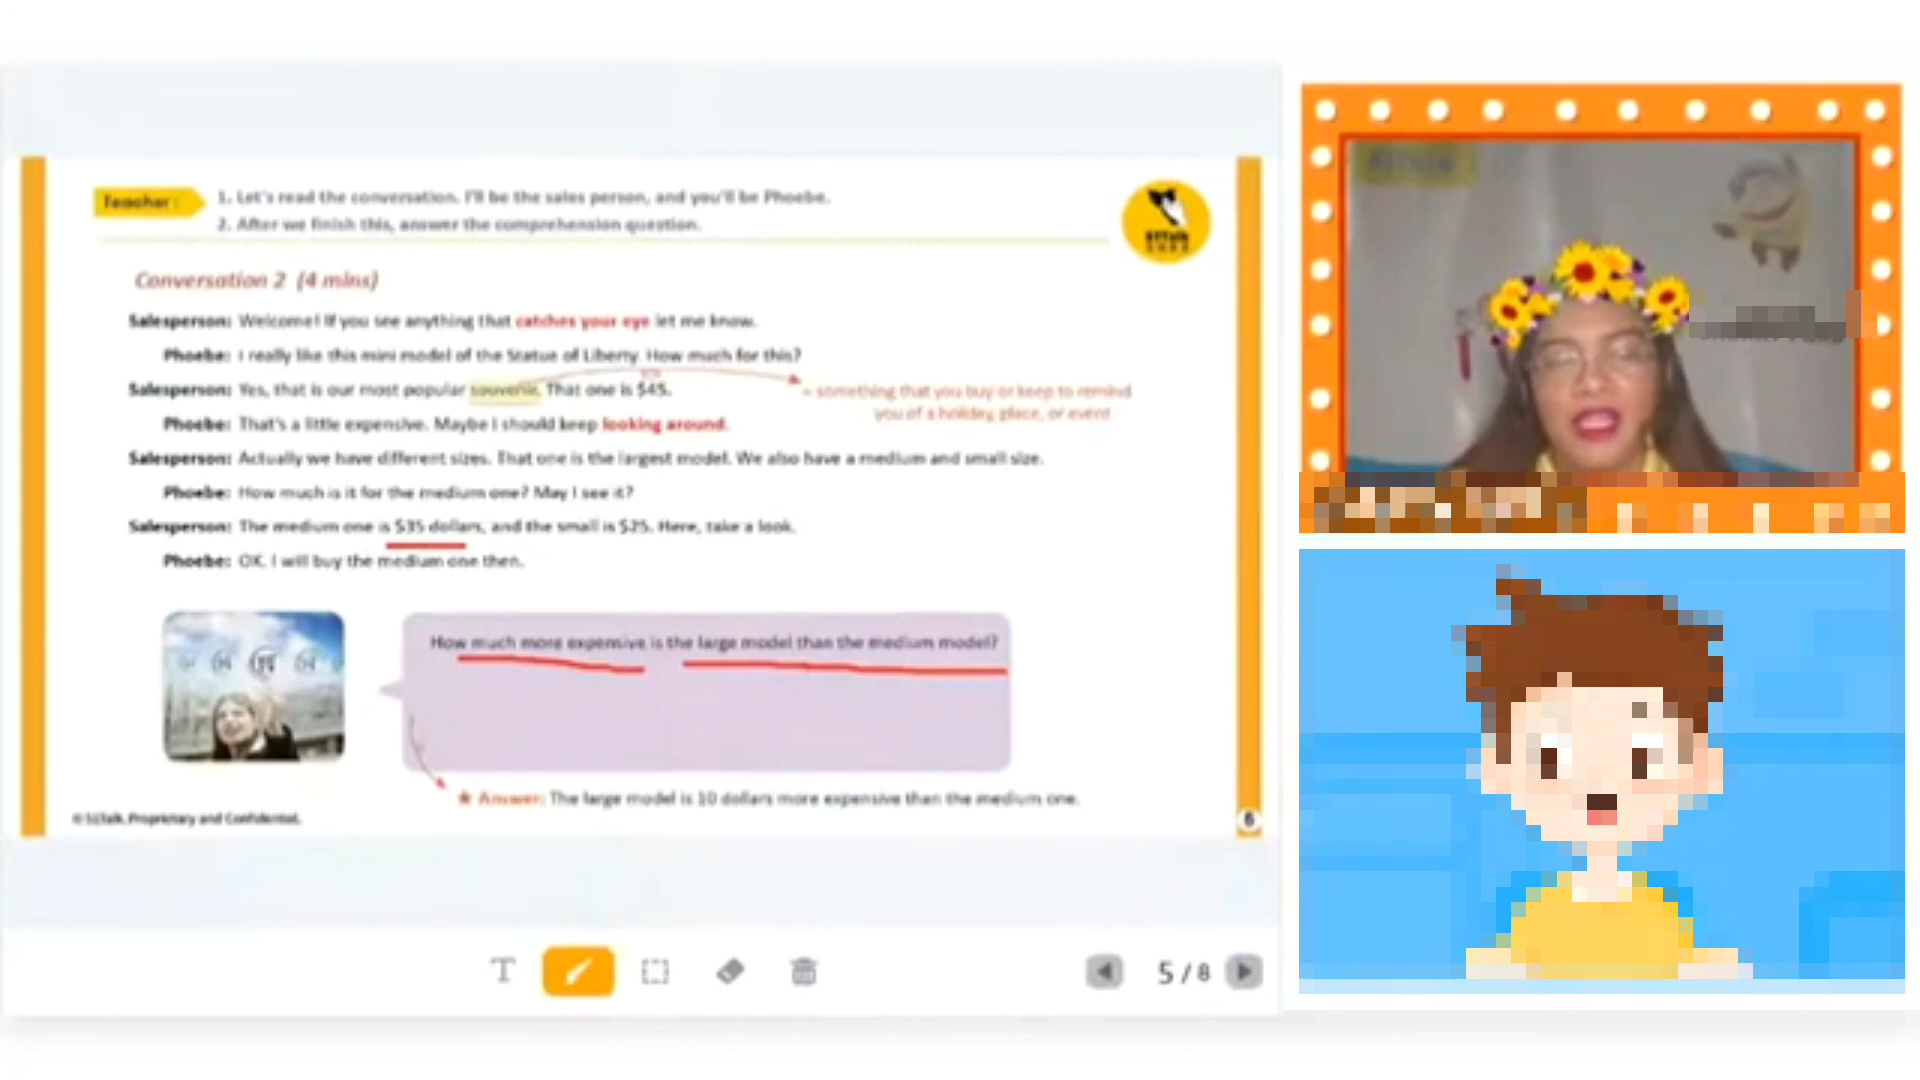 Teacher :
1. Let's read the conversation. I'll be the sales person, and you'll be Phoebe.
2. After we finish this, answer the comprehension question.
51Talk
Conversation 2 (4 mins)
Salesperson: Welcome! If you see anything that catches your eye let me know.
Phoebe: I really like this mini model of the Statue of Liberty. How much for this?
Salesperson: Yes, that is our most popular souvenir. That one is $45.
= something that you buy or keep to remind
you of a holiday, place, or event
Phoebe: That's a little expensive. Maybe I should keep looking around.
Salesperson: Actually we have different sizes. That one is the largest model. We also have a medium and small size.
Phoebe: How much is it for the medium one? May I see it?
Salesperson: The medium one is $35 dollars, and the small is $25. Here, take a look.
Phoebe: OK. I will buy the medium one then.
How much more expensive is the large model than the medium model?
★ Answer: The large model is 10 dollars more expensive than the medium one.
© 51Talk. Proprietary and Confidential.
6
T
5 / 8